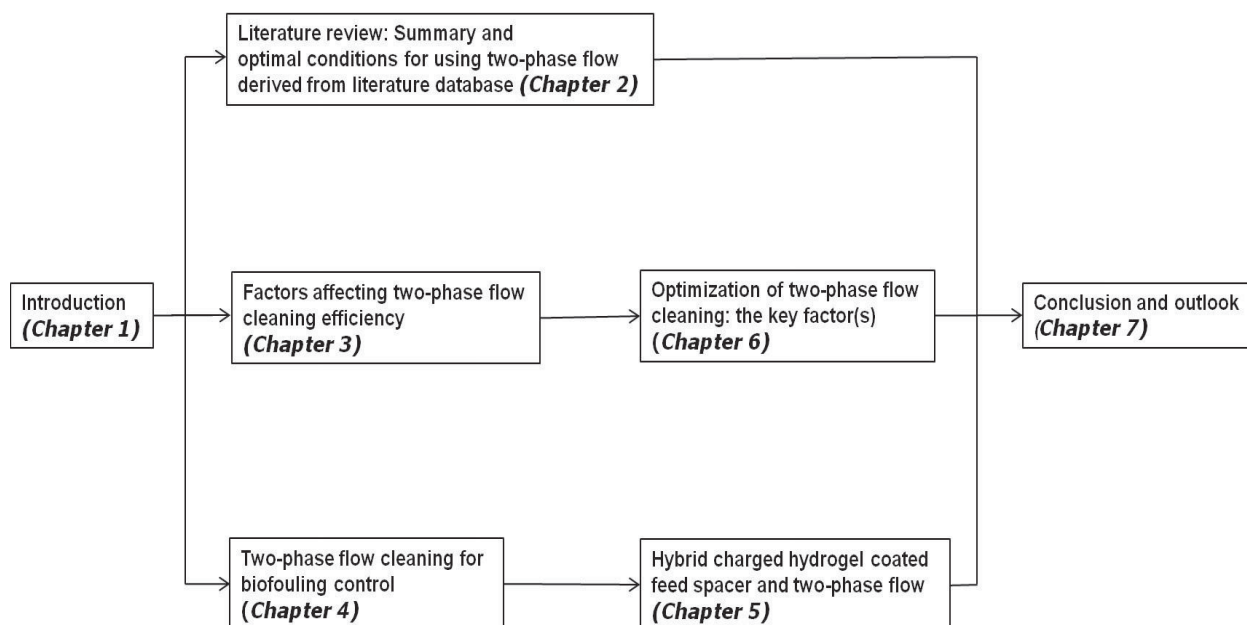 Literature review: Summary and
optimal conditions for using two-phase flow
derived from literature database (Chapter 2)
Introduction
(Chapter 1)
Factors affecting two-phase flow
cleaning efficiency
(Chapter 3)
Optimization of two-phase flow
cleaning: the key factor(s)
(Chapter 6)
Conclusion and outlook
(Chapter 7)
Two-phase flow cleaning for
biofouling control
(Chapter 4)
Hybrid charged hydrogel coated
feed spacer and two-phase flow
(Chapter 5)